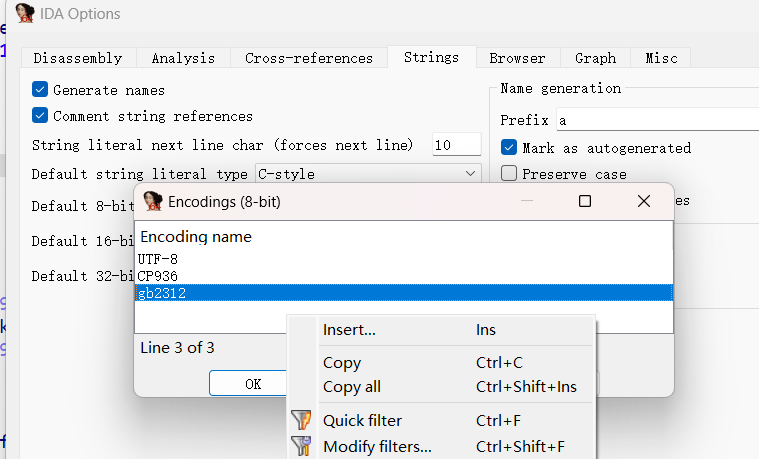 IDA Options
Disassembly Analysis Cross-references Strings Browser Graph Misc
Generate names
Name generation
Comment string references
Prefix a
String literal next line char (forces next line) 10
Mark as autogenerated
Default string literal type C-style
Preserve case
Default 8-bit
Encodings (8-bit)
Encoding name
Default 16-bi
UTF-8
Default 32-bi
CP936
gb2312
Insert... Ins
Line 3 of 3
Copy Ctrl+C
OK
Copy all Ctrl+Shift+Ins
Quick filter Ctrl+F
Modify filters... Ctrl+Shift+F